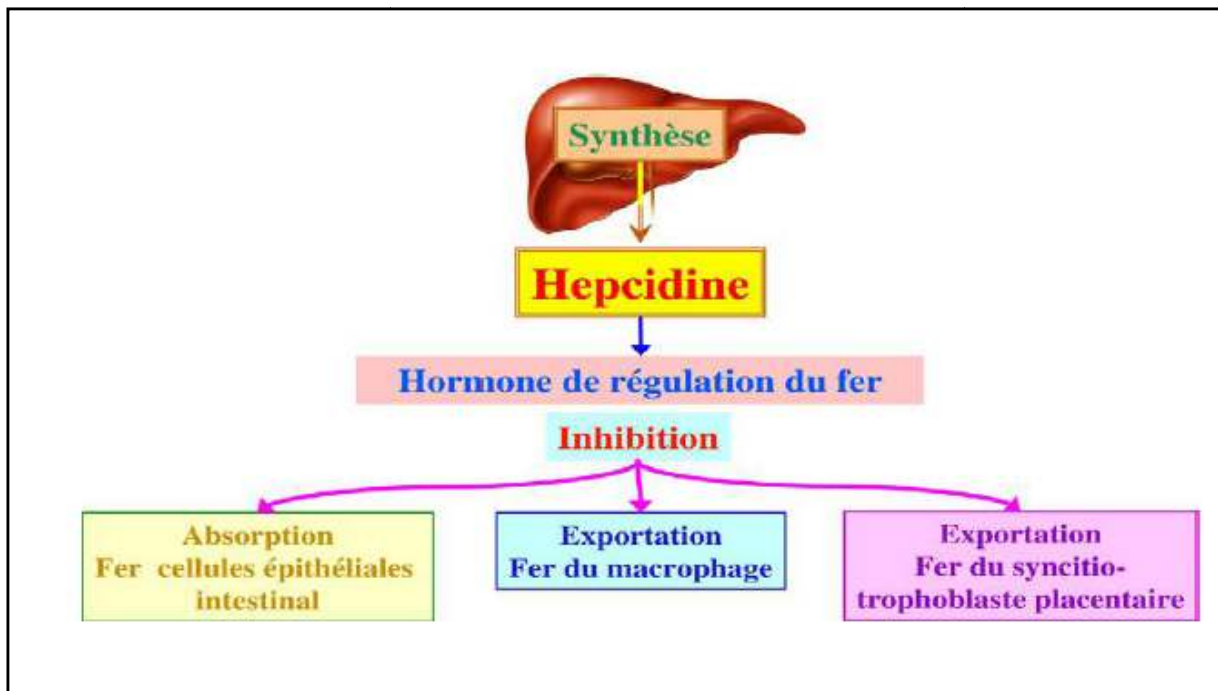 Synthèse
Hepcidine
Hormone de régulation du fer
Inhibition
Absorption
Fer cellules épithéliales
intestinal
Exportation
Fer du macrophage
Exportation
Fer du syncitio-
trophoblaste placentaire